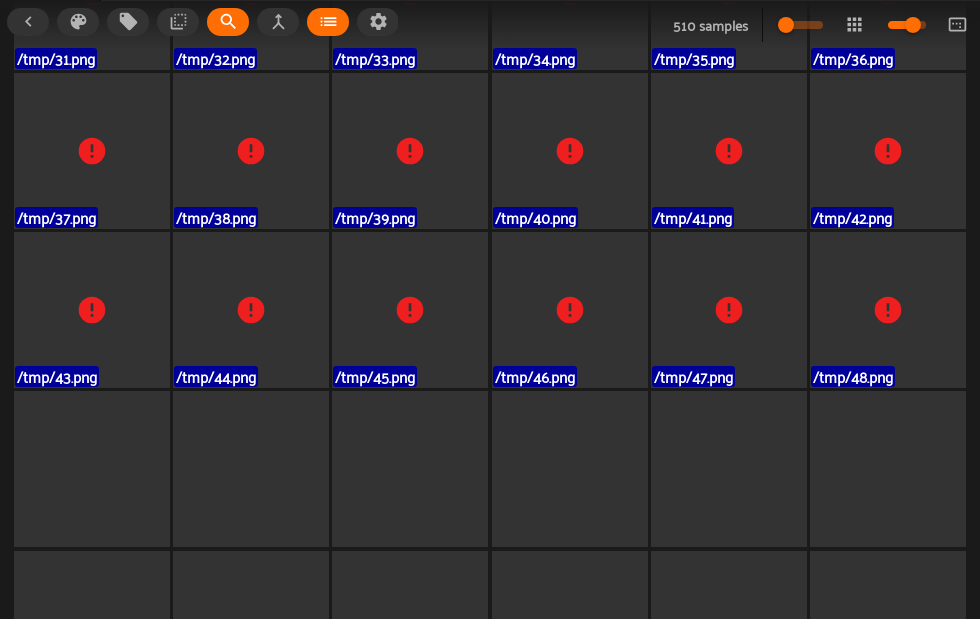 510 samples
/tmp/31.png /tmp/32.png /tmp/33.png /tmp/34.png /tmp/35.png /tmp/36.png
/tmp/37.png /tmp/38.png /tmp/39.png /tmp/40.png /tmp/41.png /tmp/42.png
/tmp/43.png /tmp/44.png /tmp/45.png /tmp/46.png /tmp/47.png /tmp/48.png